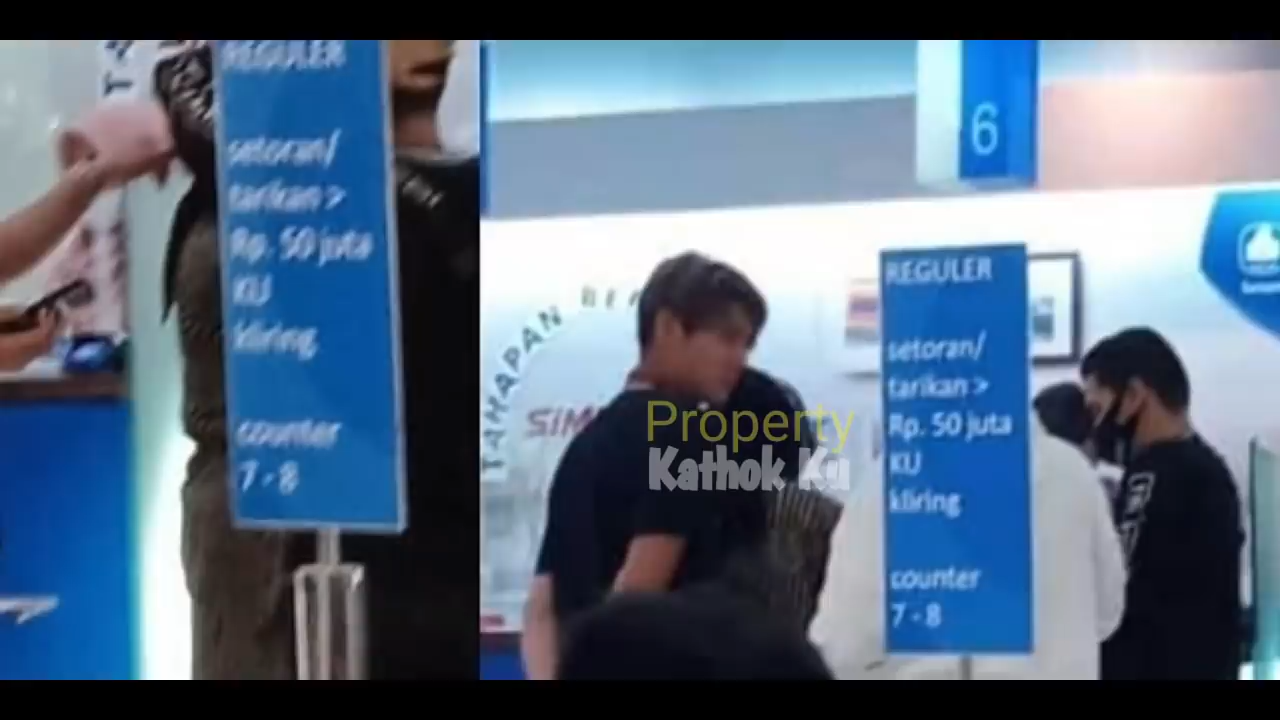 REGULER
setoran/
tarikan >
Rp. 50 juta
KU
kliring
counter
7 - 8
6
TAHAPAN
REGULER
setoran/
tarikan >
Rp. 50 juta
KU
kliring
counter
7 - 8
Property
Kathok Ku